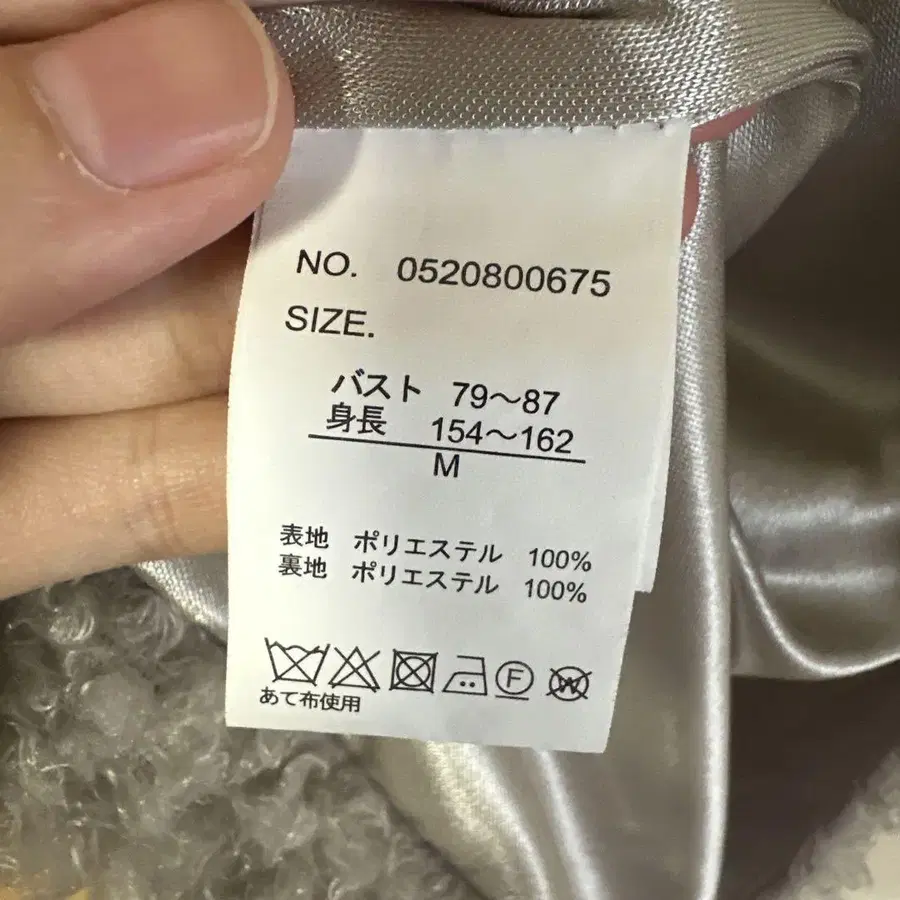 NO. 0520800675
SIZE.
バスト 79～87
身長 154～162
M
表地 ポリエステル 100%
裏地 ポリエステル 100%
F W
あて布使用